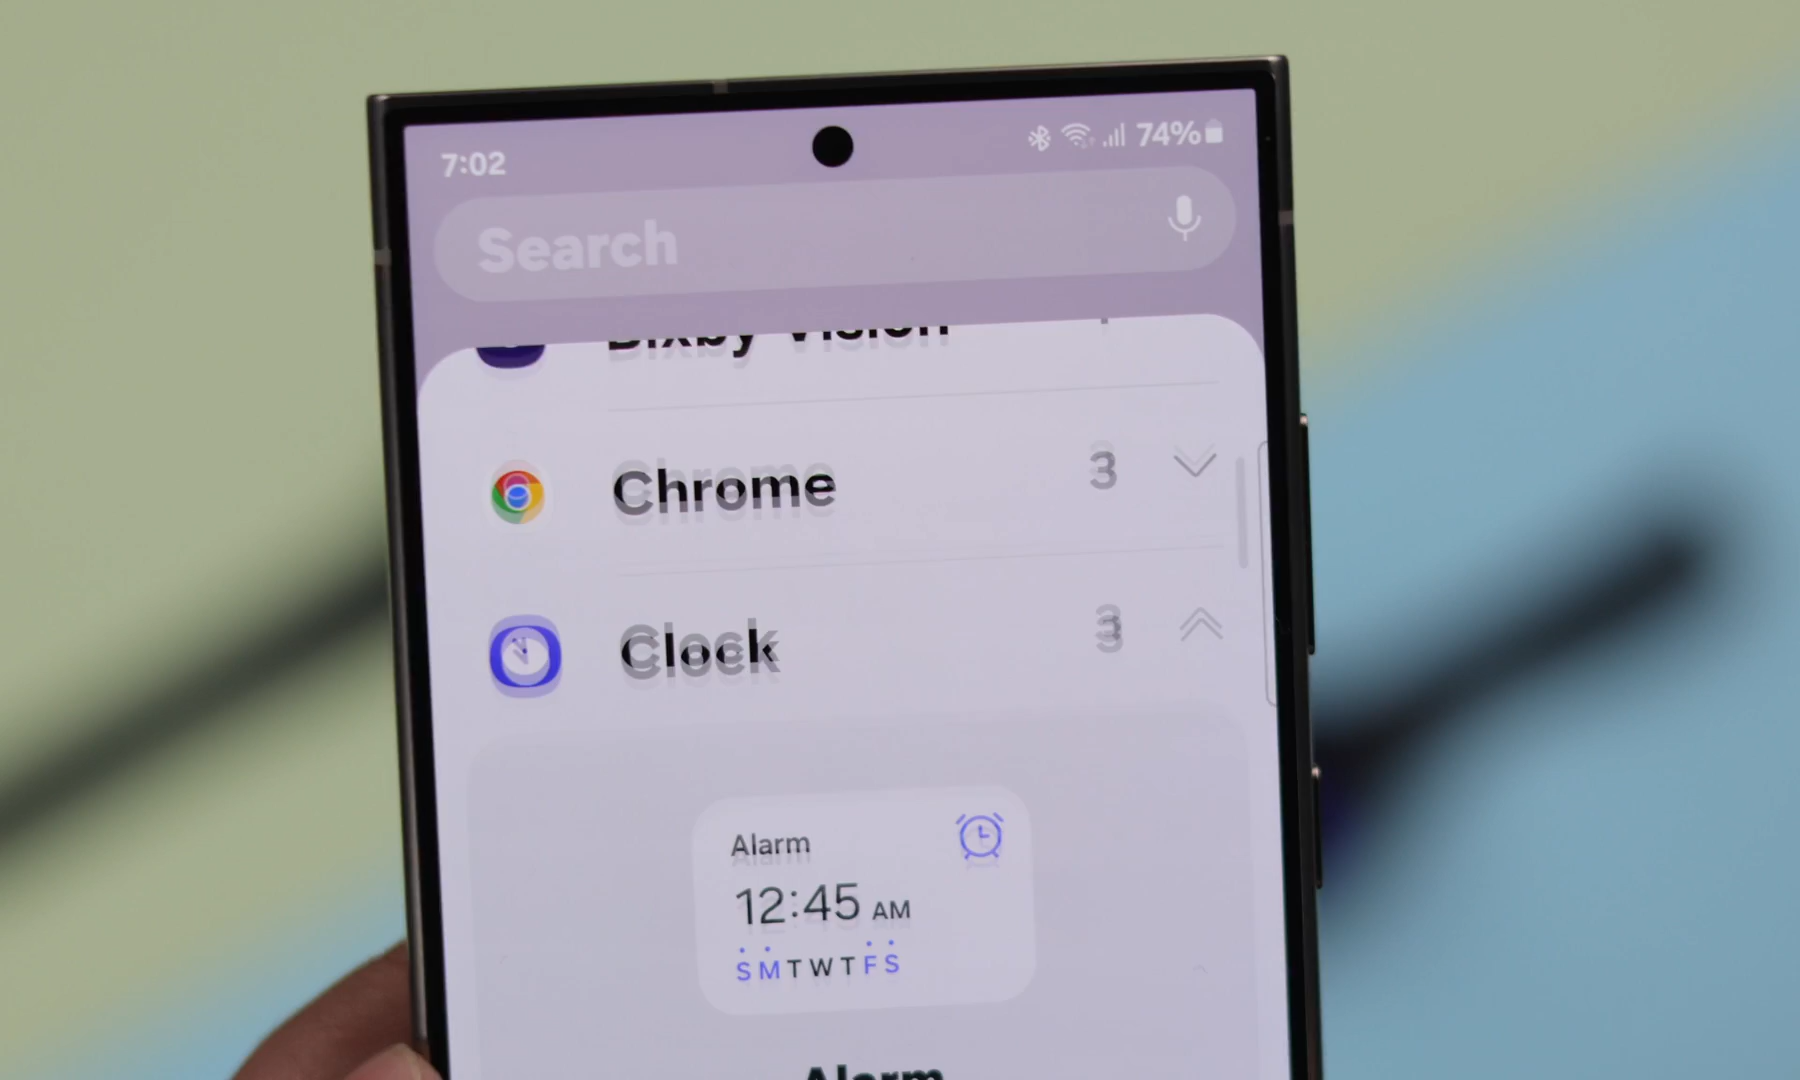 7:02
74%
Search
Bixby Vision
Chrome 3
Clock 3
Alarm
12:45 AM
S M T W T F S
Alarm